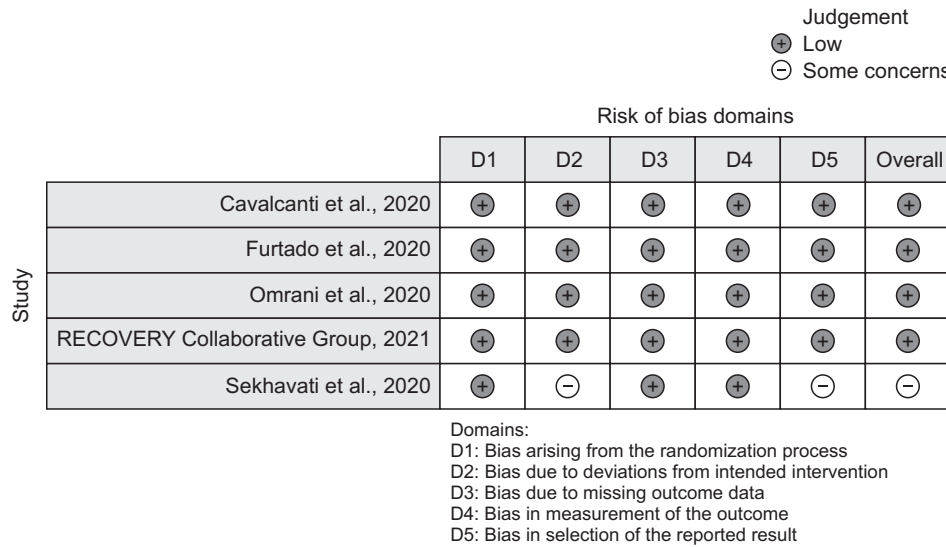 Judgement
+ Low
− Some concerns
Risk of bias domains
D1 D2 D3 D4 D5 Overall
Study
Cavalcanti et al., 2020 + + + + + +
Furtado et al., 2020 + + + + + +
Omrani et al., 2020 + + + + + +
RECOVERY Collaborative Group, 2021 + + + + + +
Sekhavati et al., 2020 + − + + − −
Domains:
D1: Bias arising from the randomization process
D2: Bias due to deviations from intended intervention
D3: Bias due to missing outcome data
D4: Bias in measurement of the outcome
D5: Bias in selection of the reported result